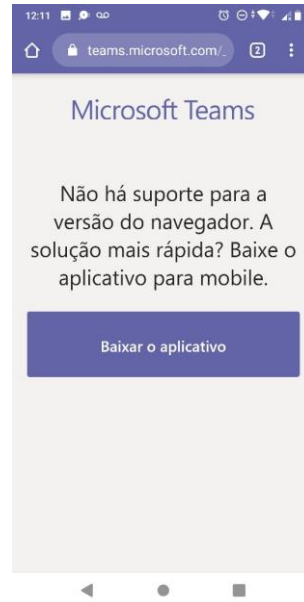 12:11
teams.microsoft.com/_
2
Microsoft Teams
Não há suporte para a
versão do navegador. A
solução mais rápida? Baixe o
aplicativo para mobile.
Baixar o aplicativo